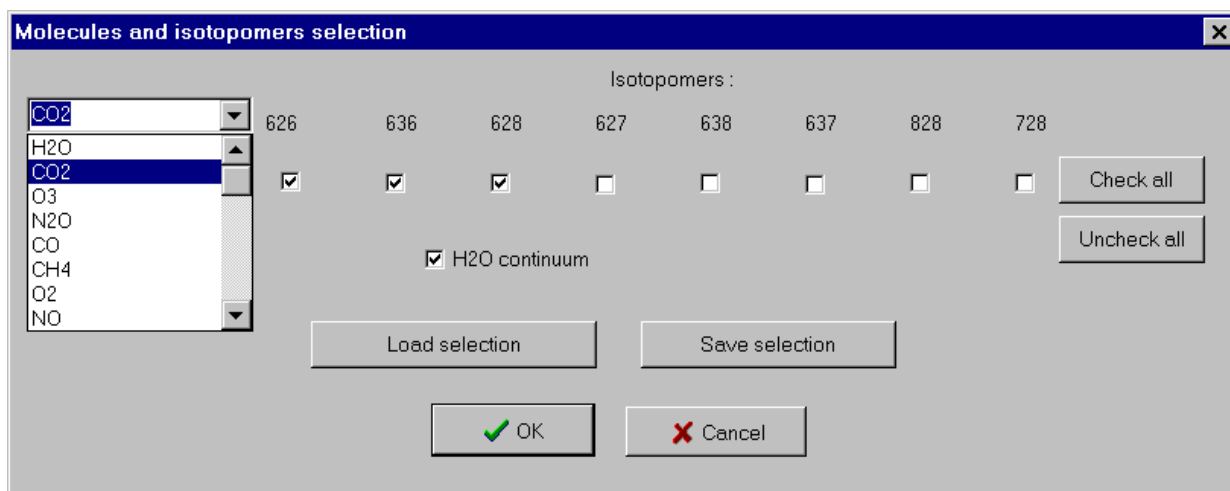 Molecules and isotopomers selection
Isotopomers :
CO2
626 636 628 627 638 637 828 728
H2O
CO2
O3
N2O
CO
CH4
O2
NO
Check all
Uncheck all
H2O continuum
Load selection Save selection
OK Cancel